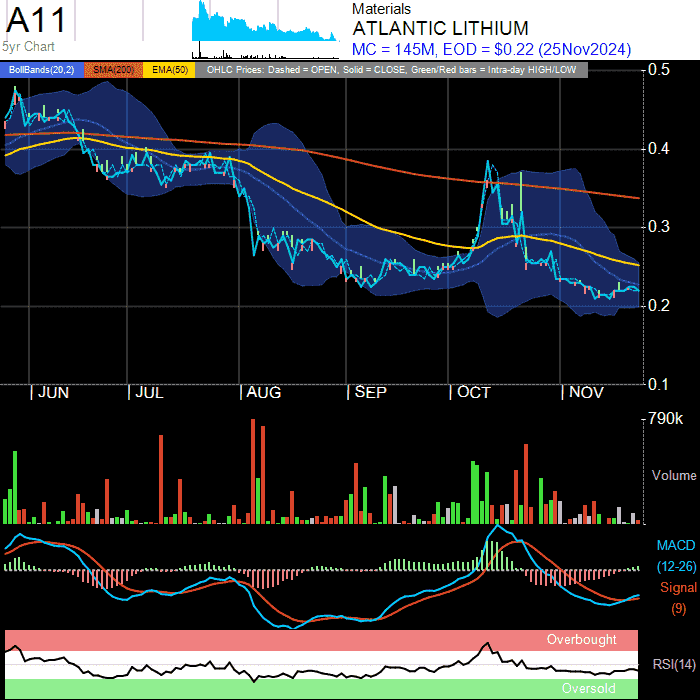 A11
5yr Chart
Materials
ATLANTIC LITHIUM
MC = 145M, EOD = $0.22 (25Nov2024)
BollBands(20,2) SMA(200) EMA(50) OHLC Prices: Dashed = OPEN, Solid = CLOSE, Green/Red bars = Intra-day HIGH/LOW
0.5
0.4
0.3
0.2
0.1
JUN JUL AUG SEP OCT NOV
790k
Volume
MACD
(12-26)
Signal
(9)
Overbought
RSI(14)
Oversold